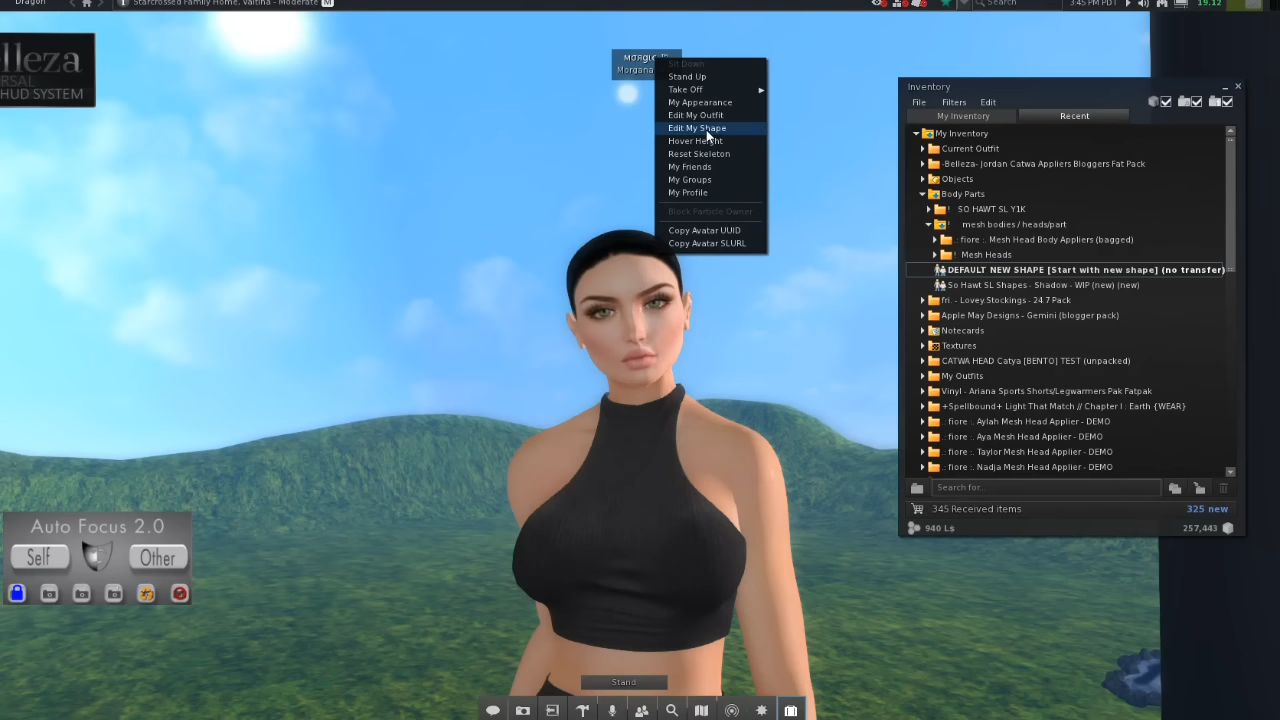 Dragon
Starcrossed Family Home, Valtina - Moderate M
Search
3:45 PM PDT
19.12
lleza
RSAL
HUD SYSTEM
Morgana
Sit Down
Stand Up
Take Off
My Appearance
Edit My Outfit
Edit My Shape
Hover Height
Reset Skeleton
My Friends
My Groups
My Profile
Block Particle Owner
Copy Avatar UUID
Copy Avatar SLURL
Inventory
File Filters Edit
My Inventory Recent
My Inventory
Current Outfit
-Belleza- Jordan Catwa Appliers Bloggers Fat Pack
Objects
Body Parts
! SO HAWT SL Y1K
! mesh bodies / heads/part
.: fiore :. Mesh Head Body Appliers (bagged)
! Mesh Heads
DEFAULT NEW SHAPE [Start with new shape] (no transfer)
So Hawt SL Shapes - Shadow - WIP (new) (new)
fri. - Lovey.Stockings - 24.7 Pack
Apple May Designs - Gemini (blogger pack)
Notecards
Textures
CATWA HEAD Catya [BENTO] TEST (unpacked)
My Outfits
Vinyl - Ariana Sports Shorts/Legwarmers Pak Fatpak
+Spellbound+ Light That Match // Chapter I : Earth {WEAR}
.: fiore :. Aylah Mesh Head Applier - DEMO
.: fiore :. Aya Mesh Head Applier - DEMO
.: fiore :. Taylor Mesh Head Applier - DEMO
.: fiore :. Nadja Mesh Head Applier - DEMO
Search for..
345 Received items 325 new
940 L$ 257,443
Auto Focus 2.0
Self Other
Stand